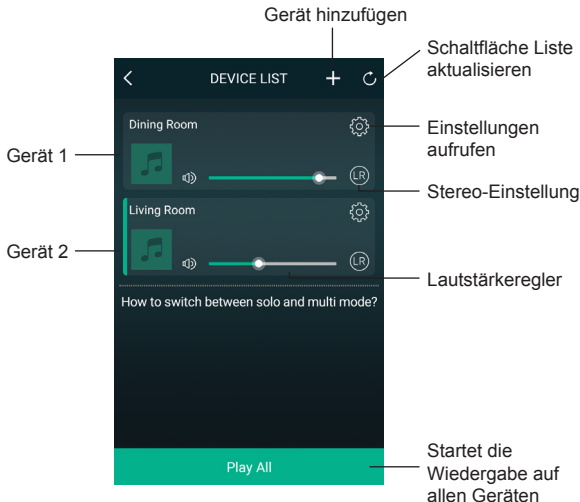 Gerät hinzufügen
Schaltfläche Liste
aktualisieren
DEVICE LIST
Dining Room
Einstellungen
aufrufen
Gerät 1
LR
Stereo-Einstellung
Living Room
Gerät 2
LR
Lautstärkeregler
How to switch between solo and multi mode?
Play All
Startet die
Wiedergabe auf
allen Geräten